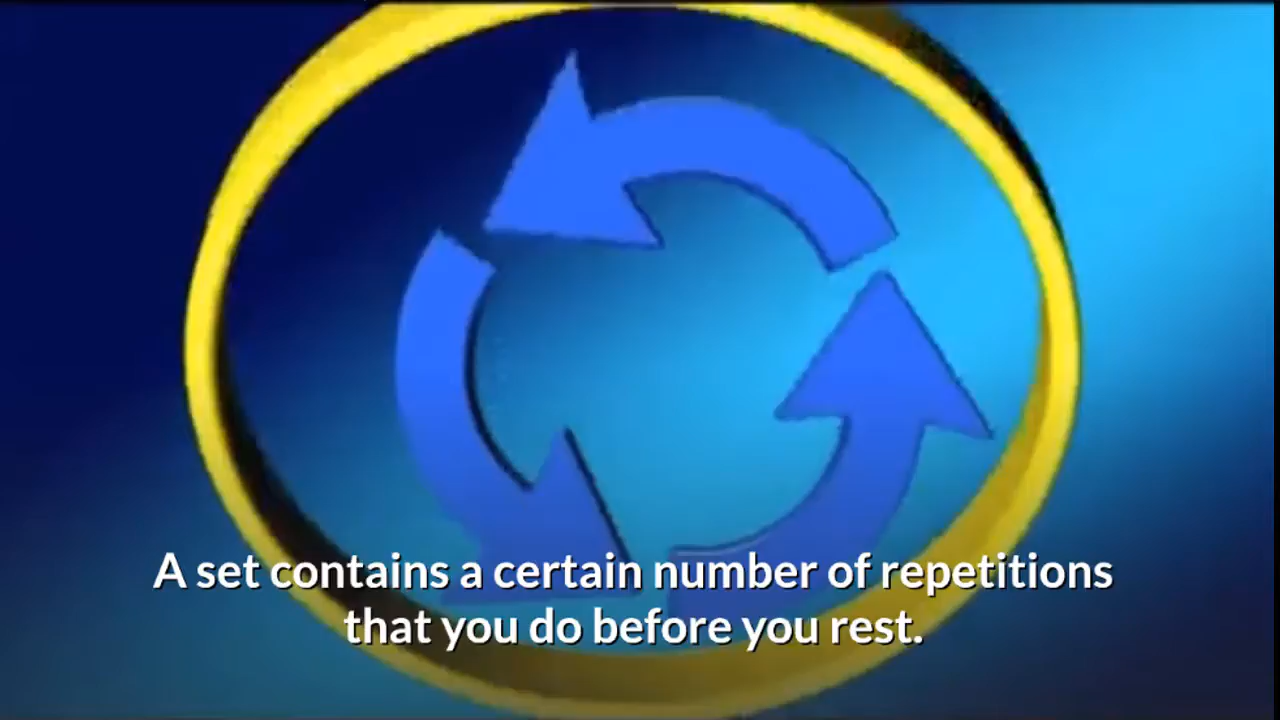 A set contains a certain number of repetitions
that you do before you rest.